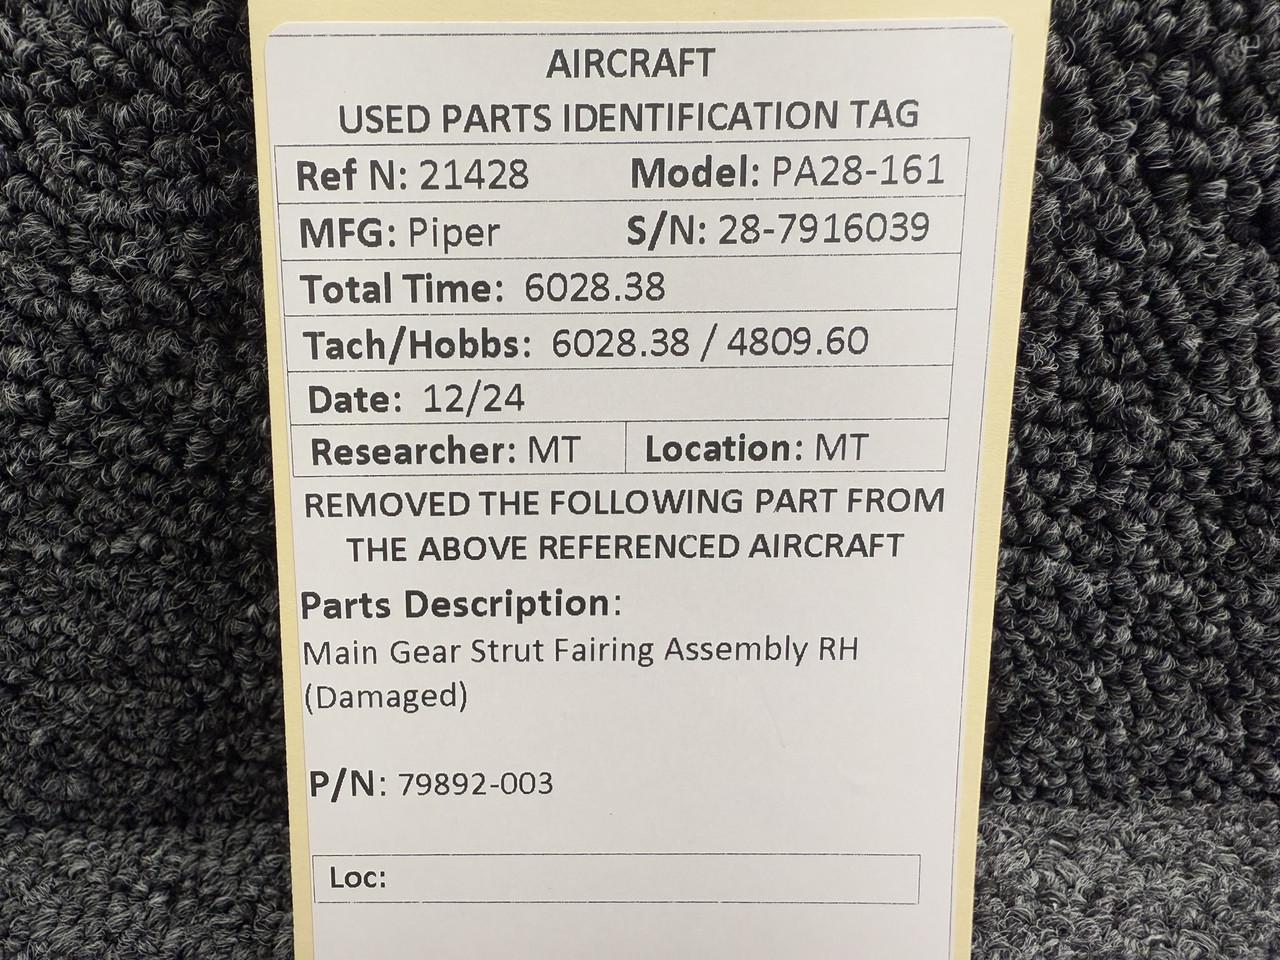 AIRCRAFT
USED PARTS IDENTIFICATION TAG
Ref N: 21428 Model: PA28-161
MFG: Piper S/N: 28-7916039
Total Time: 6028.38
Tach/Hobbs: 6028.38 / 4809.60
Date: 12/24
Researcher: MT Location: MT
REMOVED THE FOLLOWING PART FROM
THE ABOVE REFERENCED AIRCRAFT
Parts Description:
Main Gear Strut Fairing Assembly RH
(Damaged)
P/N: 79892-003
Loc: